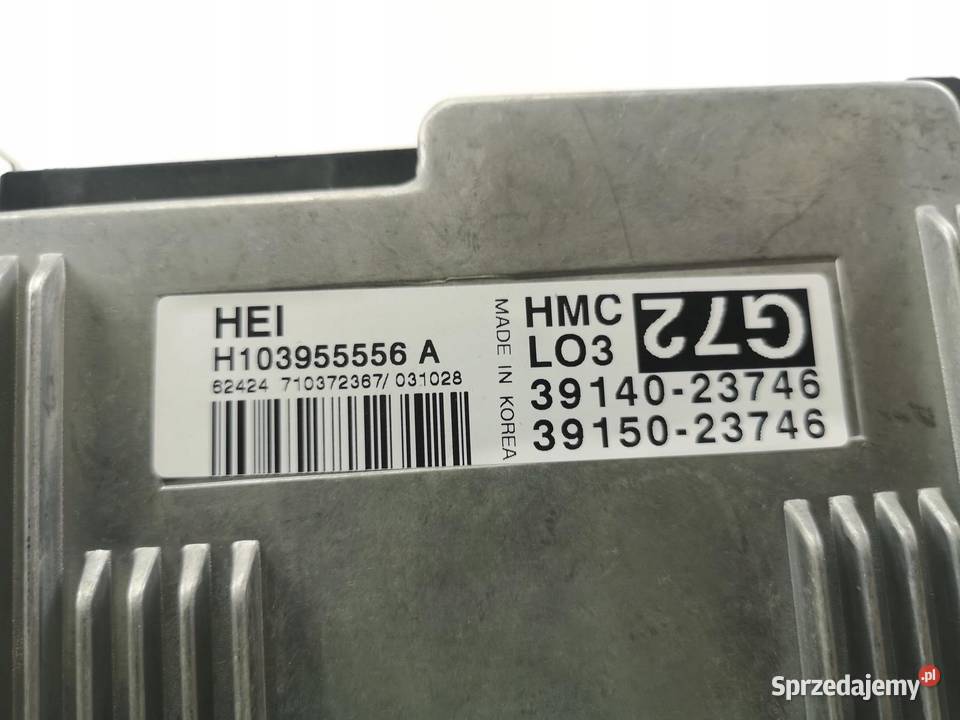 HEI
H103955556 A
62424 710372367/ 031028
MADE IN KOREA
HMC
LO3
G72
39140-23746
39150-23746
Sprzedajemy.pl